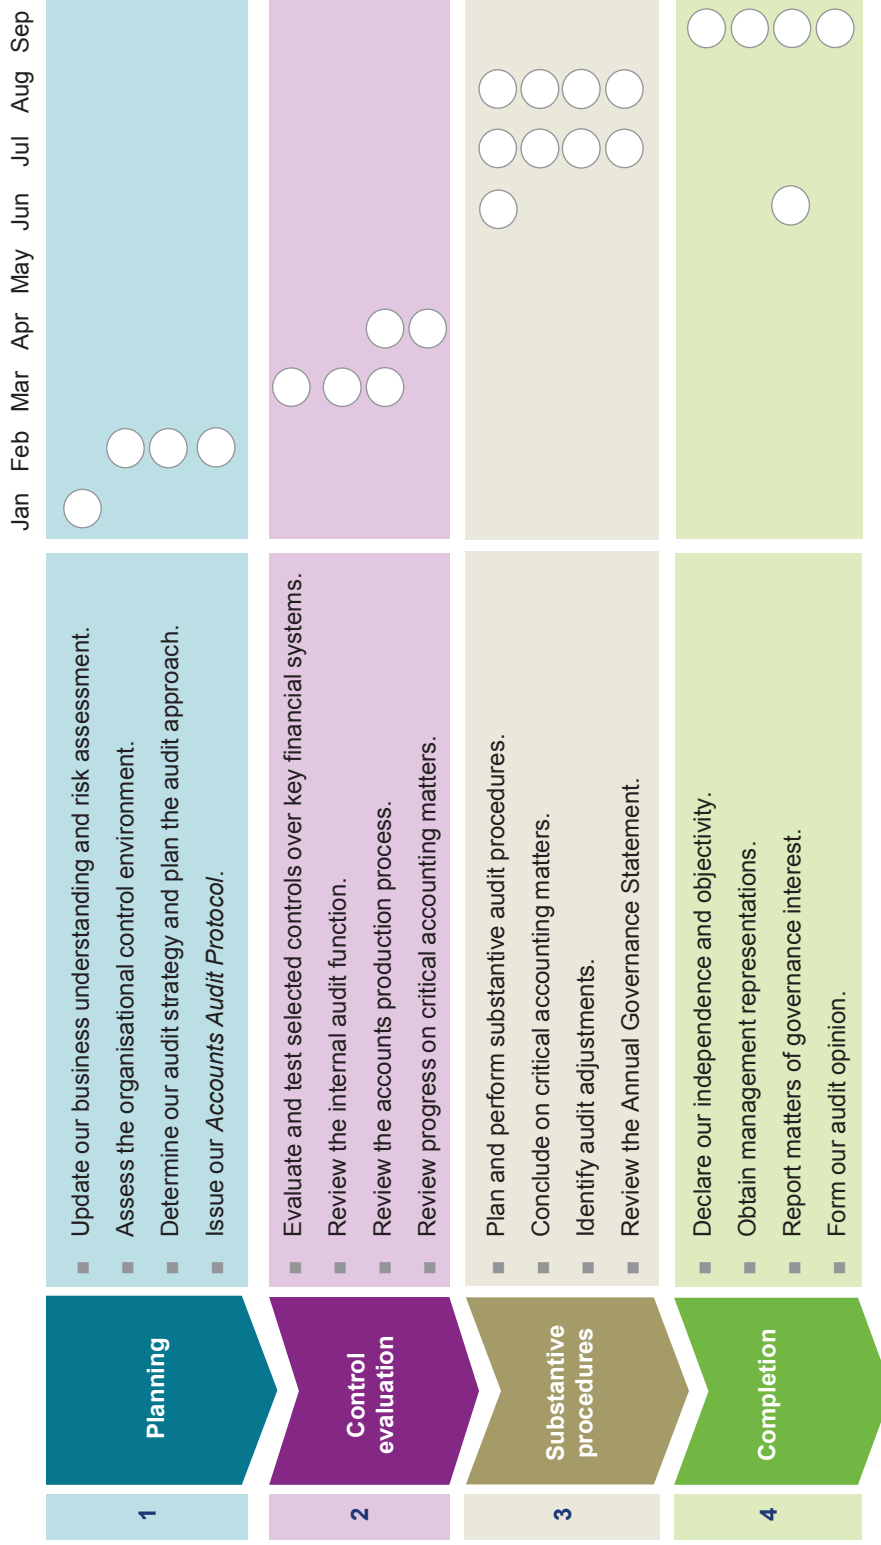 Jan Feb Mar Apr May Jun Jul Aug Sep
1
Planning
■ Update our business understanding and risk assessment.
■ Assess the organisational control environment.
■ Determine our audit strategy and plan the audit approach.
■ Issue our Accounts Audit Protocol.
2
Control
evaluation
■ Evaluate and test selected controls over key financial systems.
■ Review the internal audit function.
■ Review the accounts production process.
■ Review progress on critical accounting matters.
3
Substantive
procedures
■ Plan and perform substantive audit procedures.
■ Conclude on critical accounting matters.
■ Identify audit adjustments.
■ Review the Annual Governance Statement.
4
Completion
■ Declare our independence and objectivity.
■ Obtain management representations.
■ Report matters of governance interest.
■ Form our audit opinion.